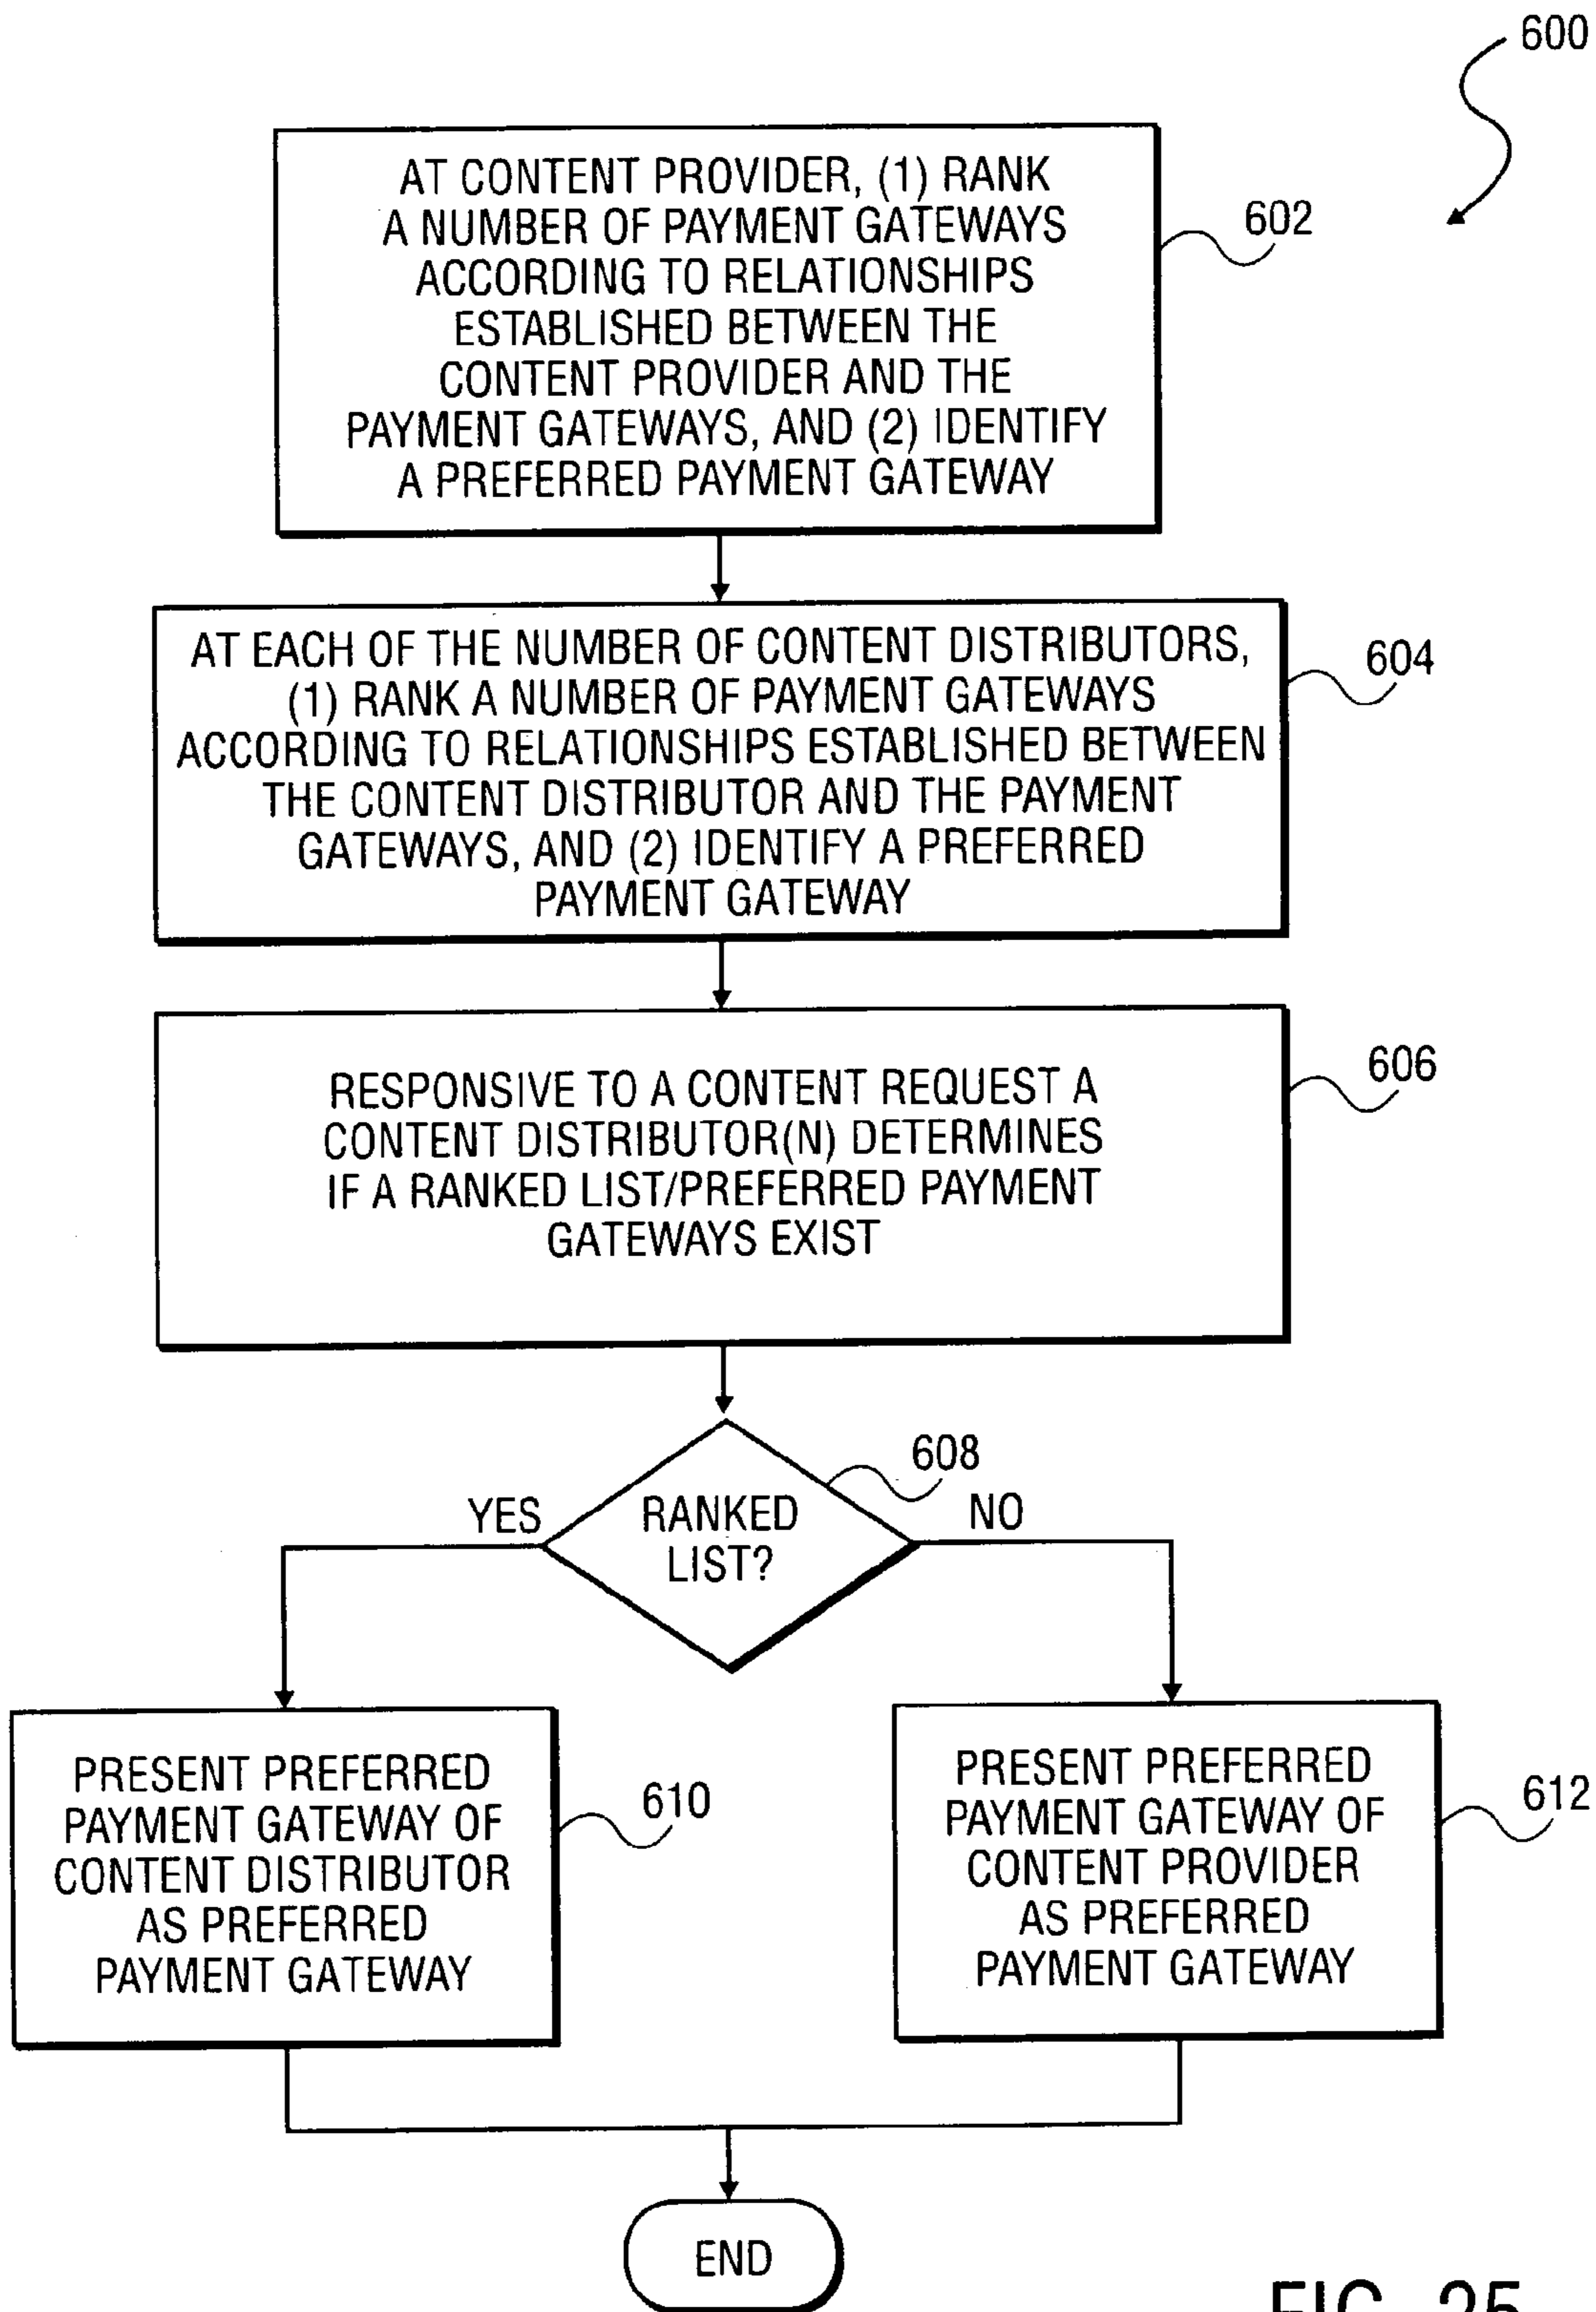 600
AT CONTENT PROVIDER, (1) RANK
A NUMBER OF PAYMENT GATEWAYS
ACCORDING TO RELATIONSHIPS
ESTABLISHED BETWEEN THE
CONTENT PROVIDER AND THE
PAYMENT GATEWAYS, AND (2) IDENTIFY
A PREFERRED PAYMENT GATEWAY
602
AT EACH OF THE NUMBER OF CONTENT DISTRIBUTORS,
(1) RANK A NUMBER OF PAYMENT GATEWAYS
ACCORDING TO RELATIONSHIPS ESTABLISHED BETWEEN
THE CONTENT DISTRIBUTOR AND THE PAYMENT
GATEWAYS, AND (2) IDENTIFY A PREFERRED
PAYMENT GATEWAY
604
RESPONSIVE TO A CONTENT REQUEST A
CONTENT DISTRIBUTOR(N) DETERMINES
IF A RANKED LIST/PREFERRED PAYMENT
GATEWAYS EXIST
606
608
YES
RANKED
LIST?
NO
PRESENT PREFERRED
PAYMENT GATEWAY OF
CONTENT DISTRIBUTOR
AS PREFERRED
PAYMENT GATEWAY
610
PRESENT PREFERRED
PAYMENT GATEWAY OF
CONTENT PROVIDER
AS PREFERRED
PAYMENT GATEWAY
612
END
FIG. 25